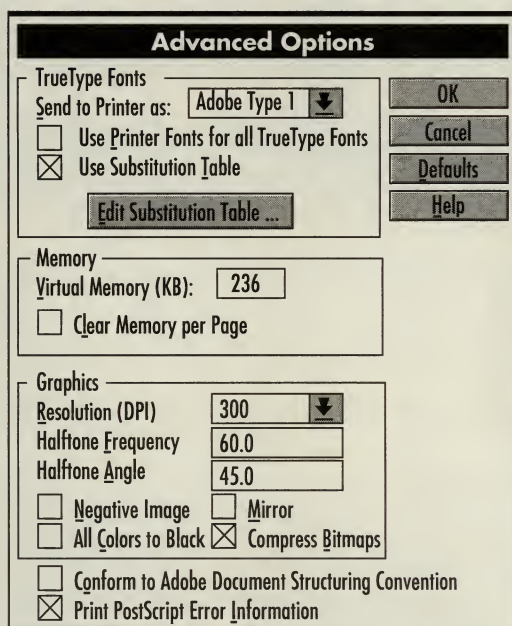 Advanced Options
TrueType Fonts
Send to Printer as: Adobe Type 1
Use Printer Fonts for all TrueType Fonts
Use Substitution Table
Edit Substitution Table ...
OK
Cancel
Defaults
Help
Memory
Virtual Memory (KB): 236
Clear Memory per Page
Graphics
Resolution (DPI) 300
Halftone Frequency 60.0
Halftone Angle 45.0
Negative Image Mirror
All Colors to Black Compress Bitmaps
Conform to Adobe Document Structuring Convention
Print PostScript Error Information